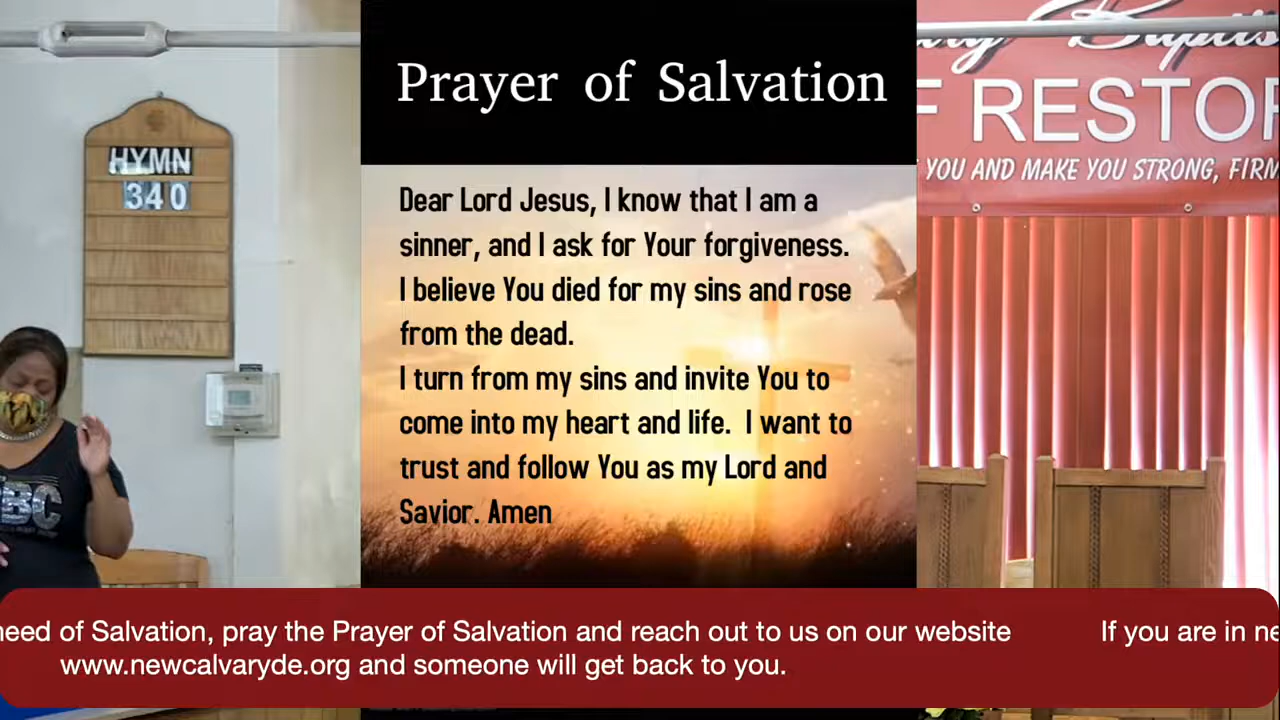 Prayer of Salvation
HYMN
340
Dear Lord Jesus, I know that I am a
sinner, and I ask for Your forgiveness.
I believe You died for my sins and rose
from the dead.
I turn from my sins and invite You to
come into my heart and life. I want to
trust and follow You as my Lord and
Savior. Amen
Baptis
F RESTOR
YOU AND MAKE YOU STRONG, FIRM
BC
need of Salvation, pray the Prayer of Salvation and reach out to us on our website
www.newcalvaryde.org and someone will get back to you.
If you are in ne